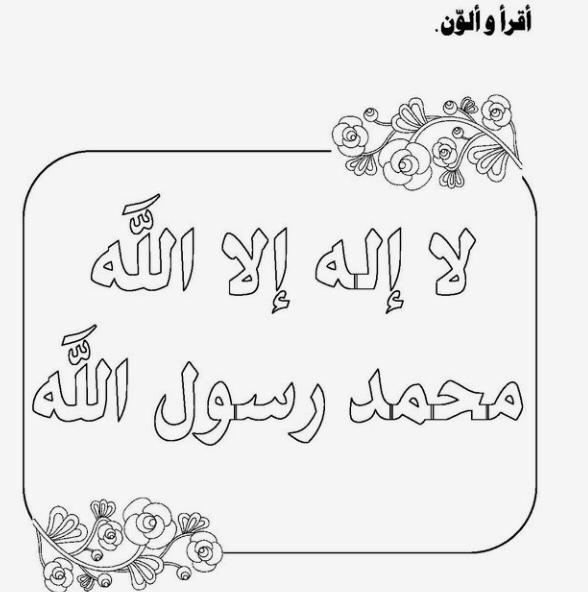 أقرأ و ألوّن.
لا إله إلا اللّٰه
محمد رسول اللّٰه